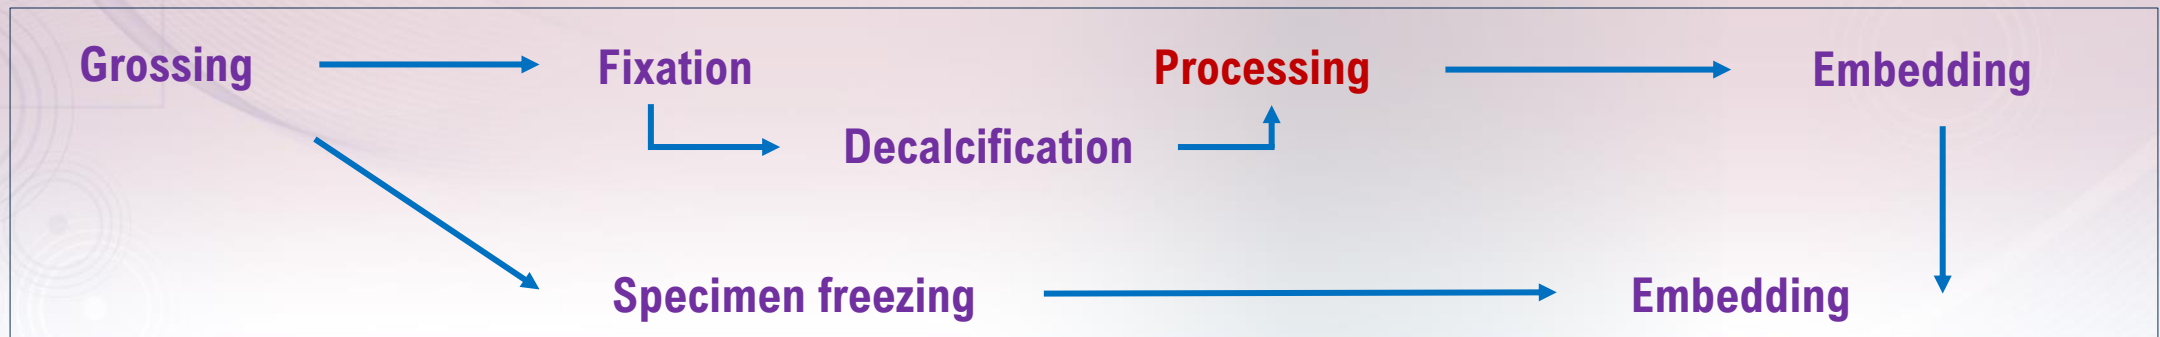 Grossing
Fixation
Processing
Embedding
Decalcification
Specimen freezing
Embedding